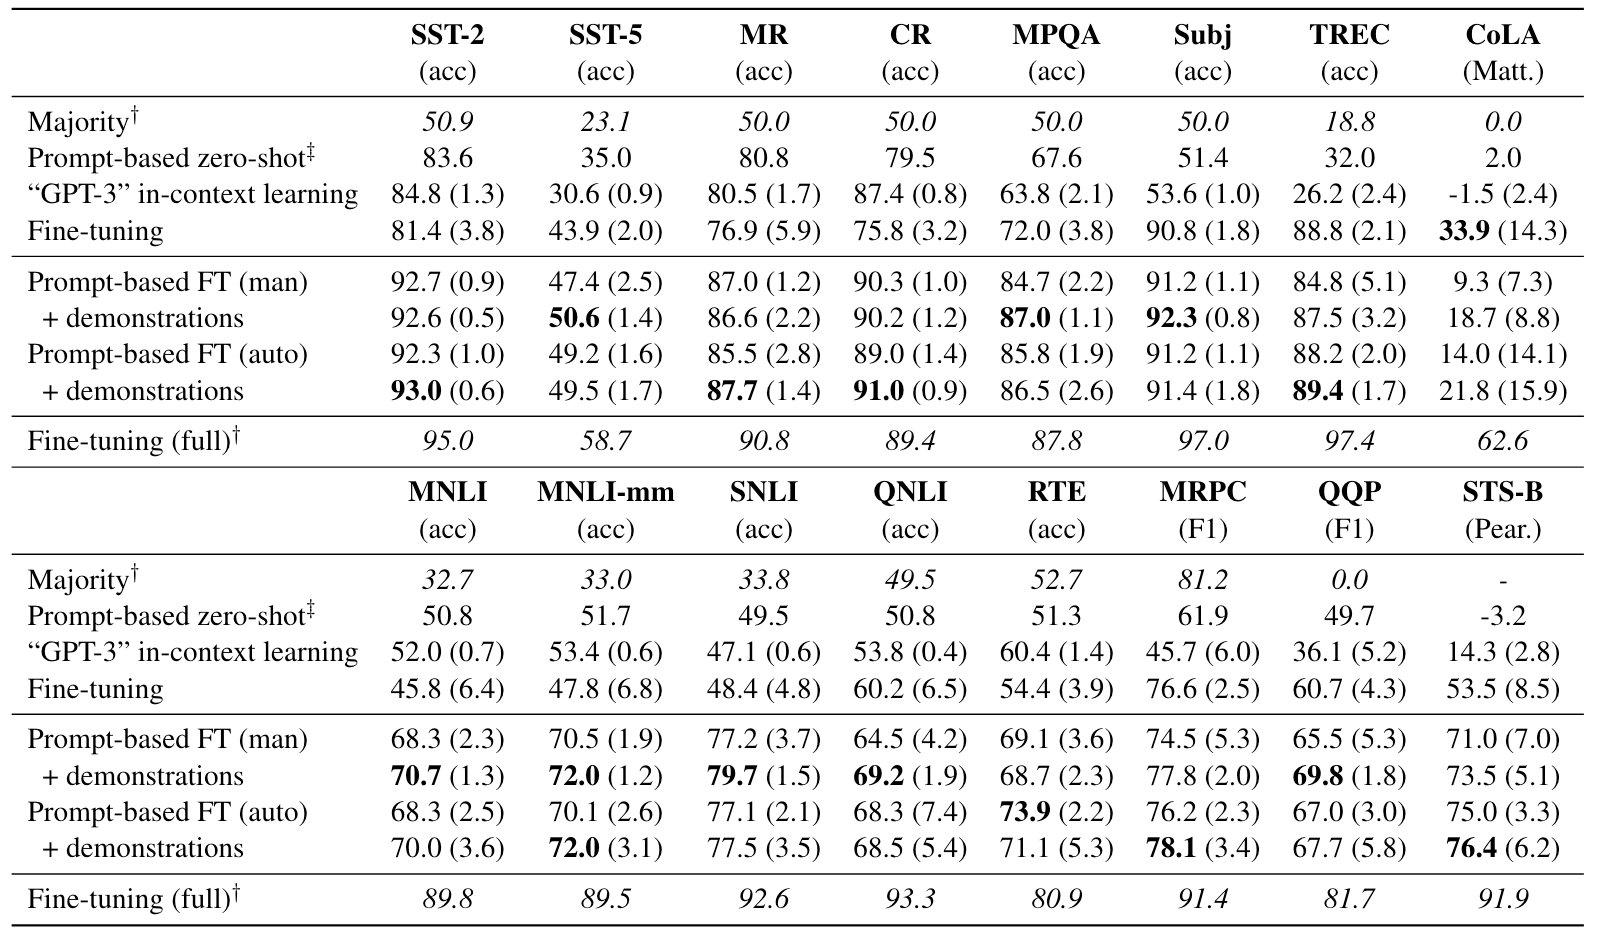 SST-2 SST-5 MR CR MPQA Subj TREC CoLA
(acc) (acc) (acc) (acc) (acc) (acc) (acc) (Matt.)
Majority† 50.9 23.1 50.0 50.0 50.0 50.0 18.8 0.0
Prompt-based zero-shot‡ 83.6 35.0 80.8 79.5 67.6 51.4 32.0 2.0
“GPT-3” in-context learning 84.8 (1.3) 30.6 (0.9) 80.5 (1.7) 87.4 (0.8) 63.8 (2.1) 53.6 (1.0) 26.2 (2.4) -1.5 (2.4)
Fine-tuning 81.4 (3.8) 43.9 (2.0) 76.9 (5.9) 75.8 (3.2) 72.0 (3.8) 90.8 (1.8) 88.8 (2.1) 33.9 (14.3)
Prompt-based FT (man) 92.7 (0.9) 47.4 (2.5) 87.0 (1.2) 90.3 (1.0) 84.7 (2.2) 91.2 (1.1) 84.8 (5.1) 9.3 (7.3)
+ demonstrations 92.6 (0.5) 50.6 (1.4) 86.6 (2.2) 90.2 (1.2) 87.0 (1.1) 92.3 (0.8) 87.5 (3.2) 18.7 (8.8)
Prompt-based FT (auto) 92.3 (1.0) 49.2 (1.6) 85.5 (2.8) 89.0 (1.4) 85.8 (1.9) 91.2 (1.1) 88.2 (2.0) 14.0 (14.1)
+ demonstrations 93.0 (0.6) 49.5 (1.7) 87.7 (1.4) 91.0 (0.9) 86.5 (2.6) 91.4 (1.8) 89.4 (1.7) 21.8 (15.9)
Fine-tuning (full)† 95.0 58.7 90.8 89.4 87.8 97.0 97.4 62.6
MNLI MNLI-mm SNLI QNLI RTE MRPC QQP STS-B
(acc) (acc) (acc) (acc) (acc) (F1) (F1) (Pear.)
Majority† 32.7 33.0 33.8 49.5 52.7 81.2 0.0 -
Prompt-based zero-shot‡ 50.8 51.7 49.5 50.8 51.3 61.9 49.7 -3.2
“GPT-3” in-context learning 52.0 (0.7) 53.4 (0.6) 47.1 (0.6) 53.8 (0.4) 60.4 (1.4) 45.7 (6.0) 36.1 (5.2) 14.3 (2.8)
Fine-tuning 45.8 (6.4) 47.8 (6.8) 48.4 (4.8) 60.2 (6.5) 54.4 (3.9) 76.6 (2.5) 60.7 (4.3) 53.5 (8.5)
Prompt-based FT (man) 68.3 (2.3) 70.5 (1.9) 77.2 (3.7) 64.5 (4.2) 69.1 (3.6) 74.5 (5.3) 65.5 (5.3) 71.0 (7.0)
+ demonstrations 70.7 (1.3) 72.0 (1.2) 79.7 (1.5) 69.2 (1.9) 68.7 (2.3) 77.8 (2.0) 69.8 (1.8) 73.5 (5.1)
Prompt-based FT (auto) 68.3 (2.5) 70.1 (2.6) 77.1 (2.1) 68.3 (7.4) 73.9 (2.2) 76.2 (2.3) 67.0 (3.0) 75.0 (3.3)
+ demonstrations 70.0 (3.6) 72.0 (3.1) 77.5 (3.5) 68.5 (5.4) 71.1 (5.3) 78.1 (3.4) 67.7 (5.8) 76.4 (6.2)
Fine-tuning (full)† 89.8 89.5 92.6 93.3 80.9 91.4 81.7 91.9